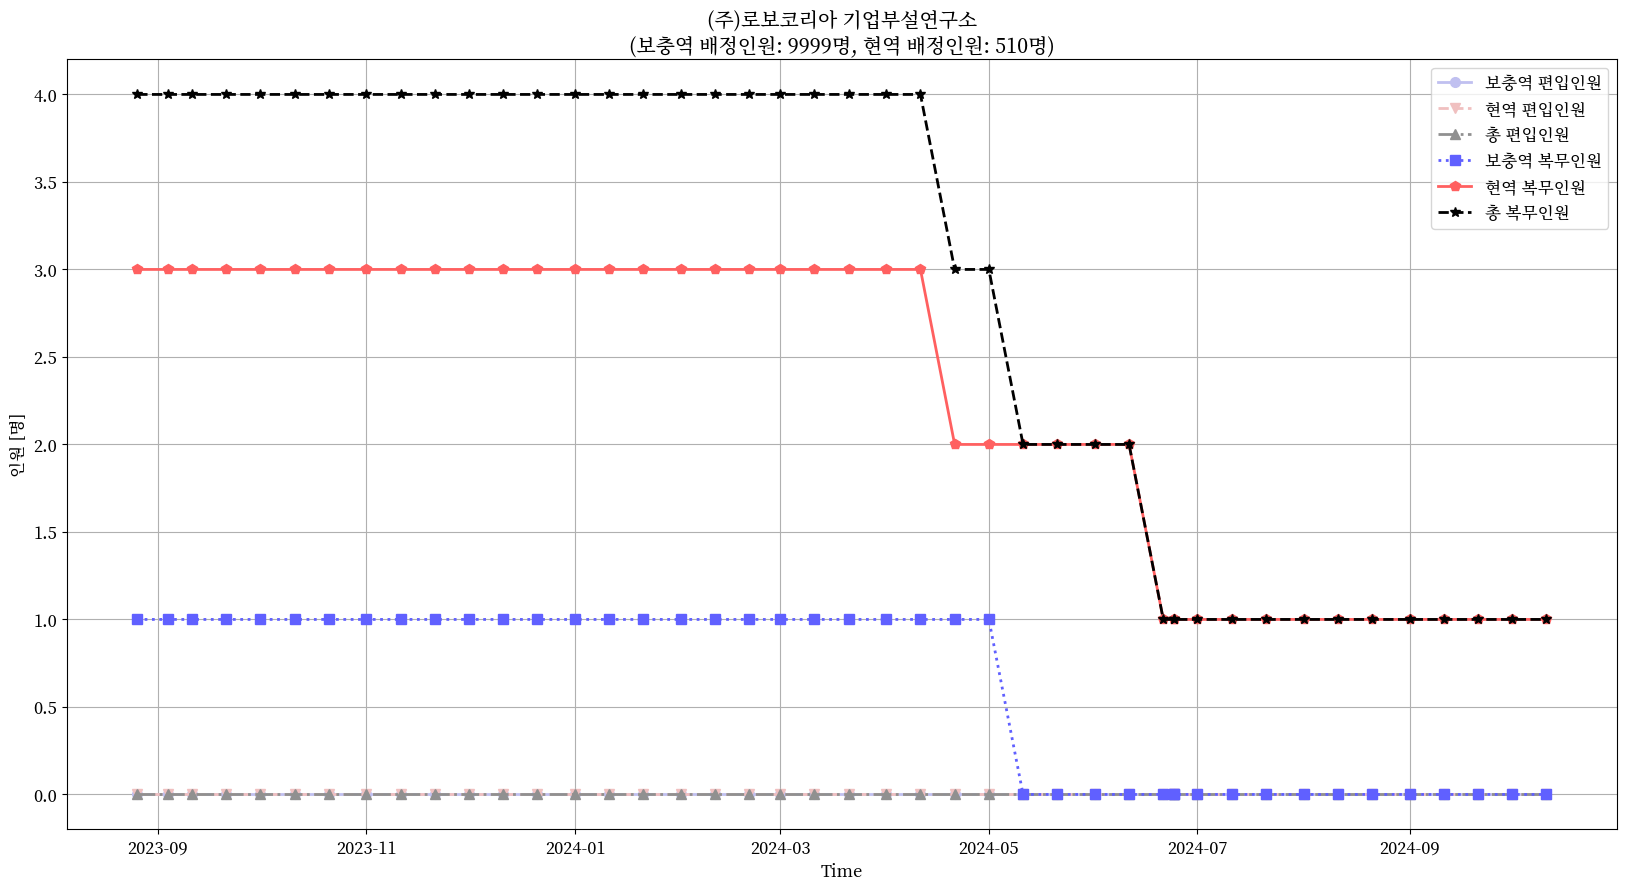 (주)로보코리아 기업부설연구소
(보충역 배정인원: 9999명, 현역 배정인원: 510명)
보충역 편입인원
현역 편입인원
총 편입인원
보충역 복무인원
현역 복무인원
총 복무인원
4.0
3.5
3.0
2.5
2.0
1.5
1.0
0.5
0.0
인원 [명]
2023-09 2023-11 2024-01 2024-03 2024-05 2024-07 2024-09
Time